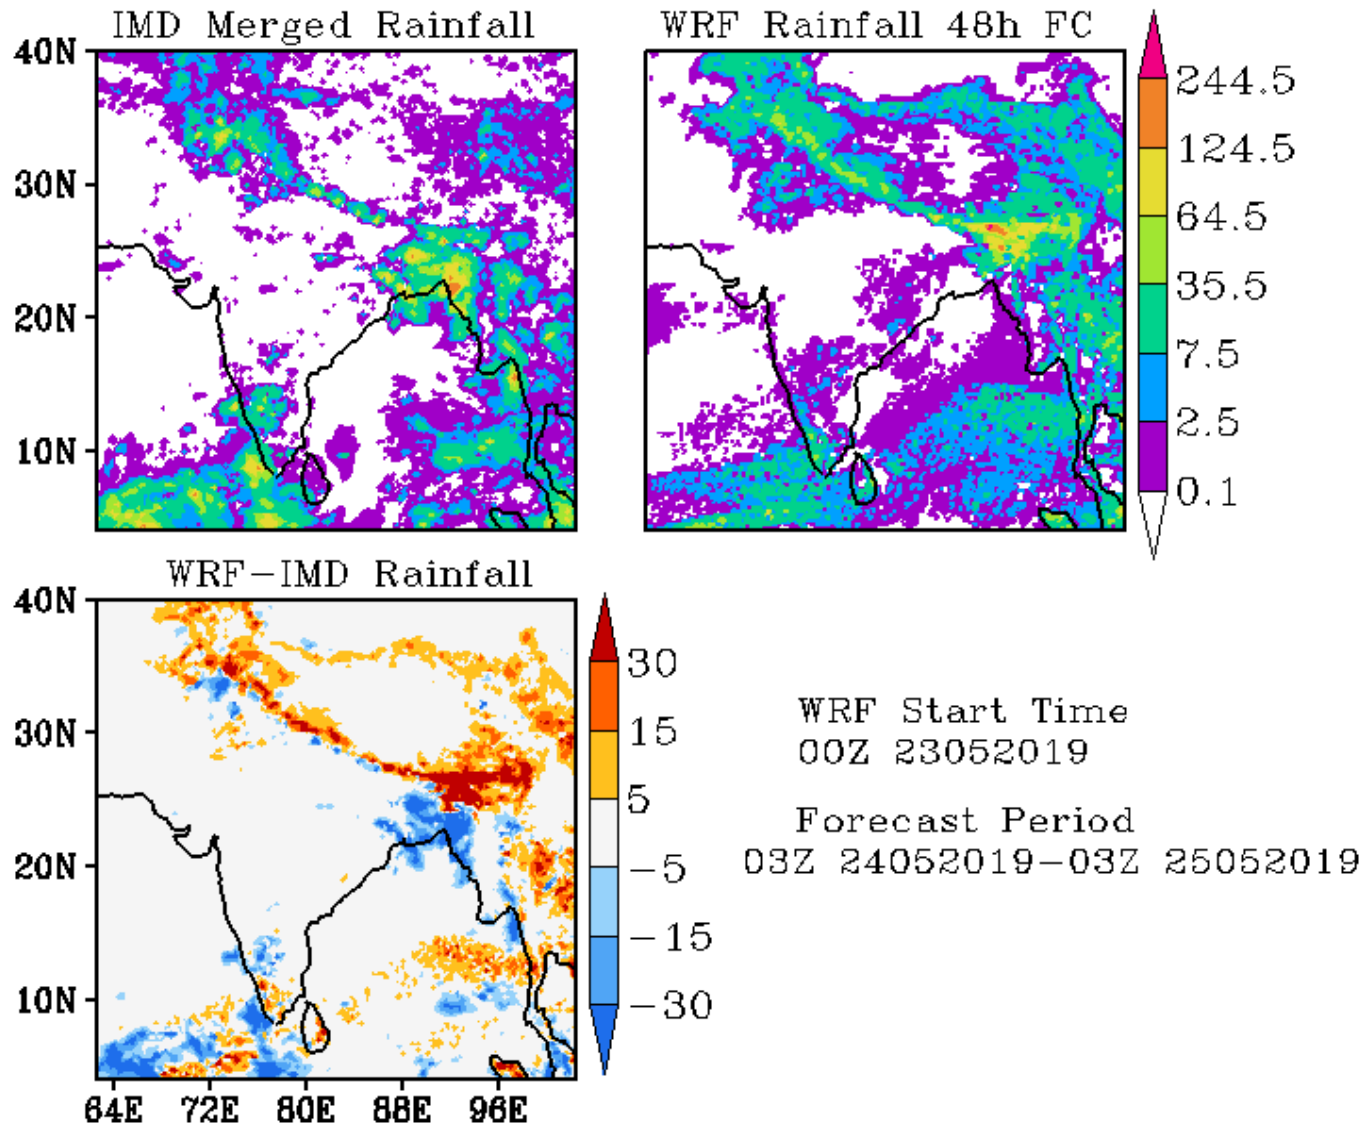 IMD Merged Rainfall
WRF Rainfall 48h FC
40N
30N
20N
10N
244.5
124.5
64.5
35.5
7.5
2.5
0.1
WRF−IMD Rainfall
40N
30N
20N
10N
64E 72E 80E 88E 96E
30
15
5
−5
−15
−30
WRF Start Time
00Z 23052019
Forecast Period
03Z 24052019−03Z 25052019